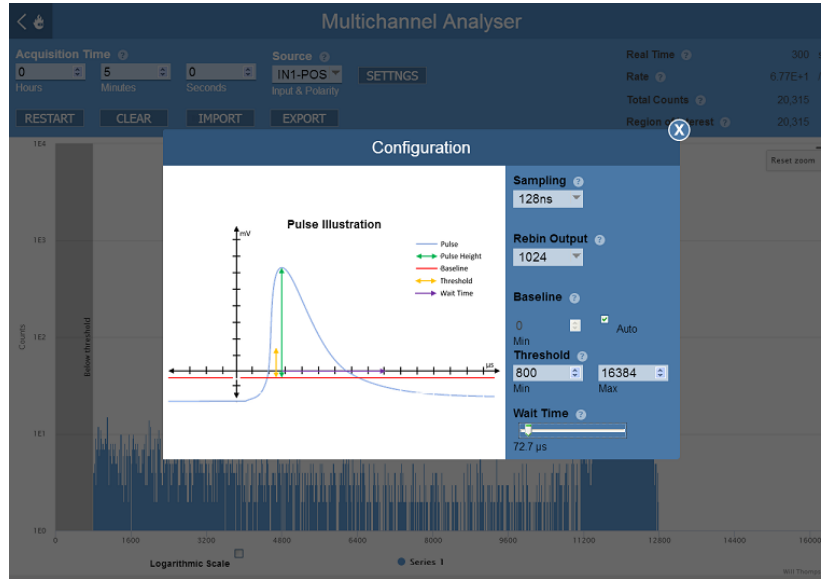 Multichannel Analyser
Acquisition Time ?
0 5 0
Hours Minutes Seconds
Source ?
IN1-POS SETTNGS
Input & Polarity
Real Time ? 300
Rate ? 6.77E+1
Total Counts ? 20,315
Region of Interest ? 20,315
RESTART CLEAR IMPORT EXPORT
X
Configuration
Reset zoom
Pulse Illustration
mV
Pulse
Pulse Height
Baseline
Threshold
Wait Time
μs
Sampling ?
128ns
Rebin Output ?
1024
Baseline ?
0 Auto
Min
Threshold ?
800 16384
Min Max
Wait Time ?
72.7 μs
1E4
1E3
1E2
1E1
1E0
Counts
Below threshold
0 1600 3200 4800 6400 8000 9600 11200 12800 14400 16000
Logarithmic Scale
Series 1